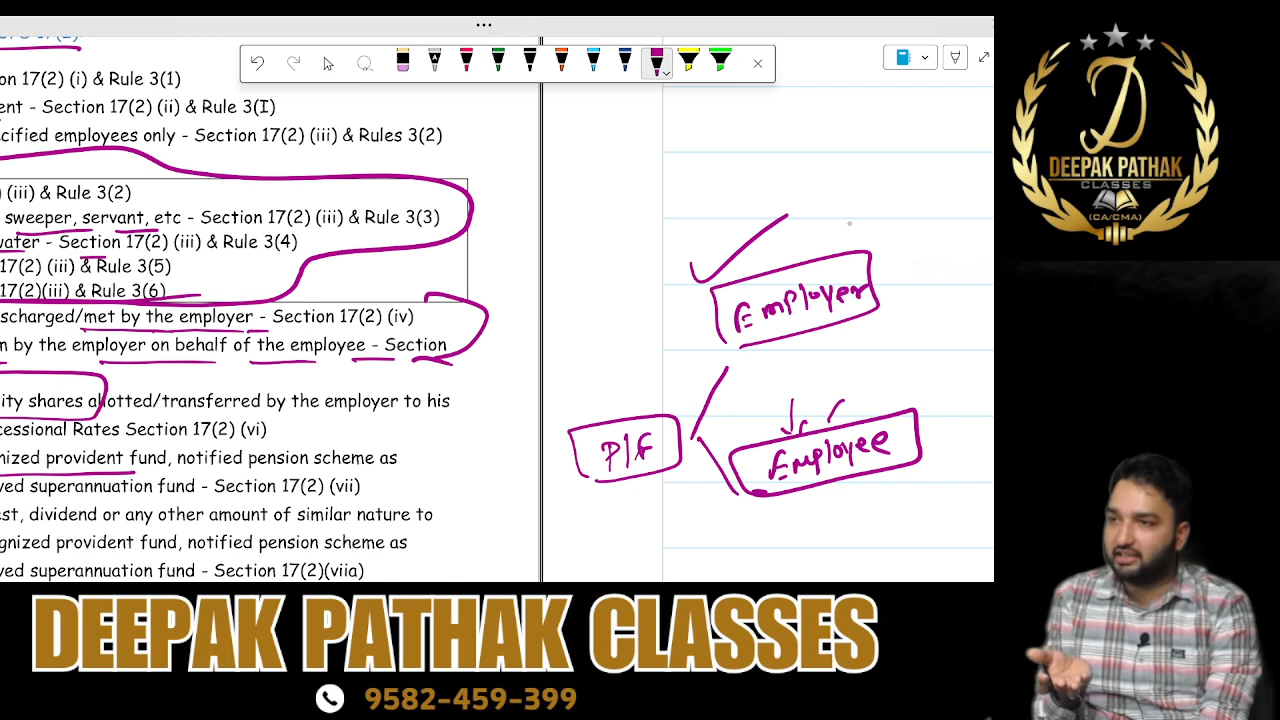 ion 17(2) (i) & Rule 3(1)
ent - Section 17(2) (ii) & Rule 3(I)
cified employees only - Section 17(2) (iii) & Rules 3(2)
) (iii) & Rule 3(2)
sweeper, servant, etc - Section 17(2) (iii) & Rule 3(3)
water - Section 17(2) (iii) & Rule 3(4)
17(2) (iii) & Rule 3(5)
17(2)(iii) & Rule 3(6)
scharged/met by the employer - Section 17(2) (iv)
m by the employer on behalf of the employee - Section
ity shares allotted/transferred by the employer to his
cessional Rates Section 17(2) (vi)
nized provident fund, notified pension scheme as
ved superannuation fund - Section 17(2) (vii)
est, dividend or any other amount of similar nature to
gnized provident fund, notified pension scheme as
ved superannuation fund - Section 17(2)(viia)
Employer
P/F
Employee
D
DEEPAK PATHAK
CLASSES
(CA/CMA)
DEEPAK PATHAK CLASSES
9582-459-399